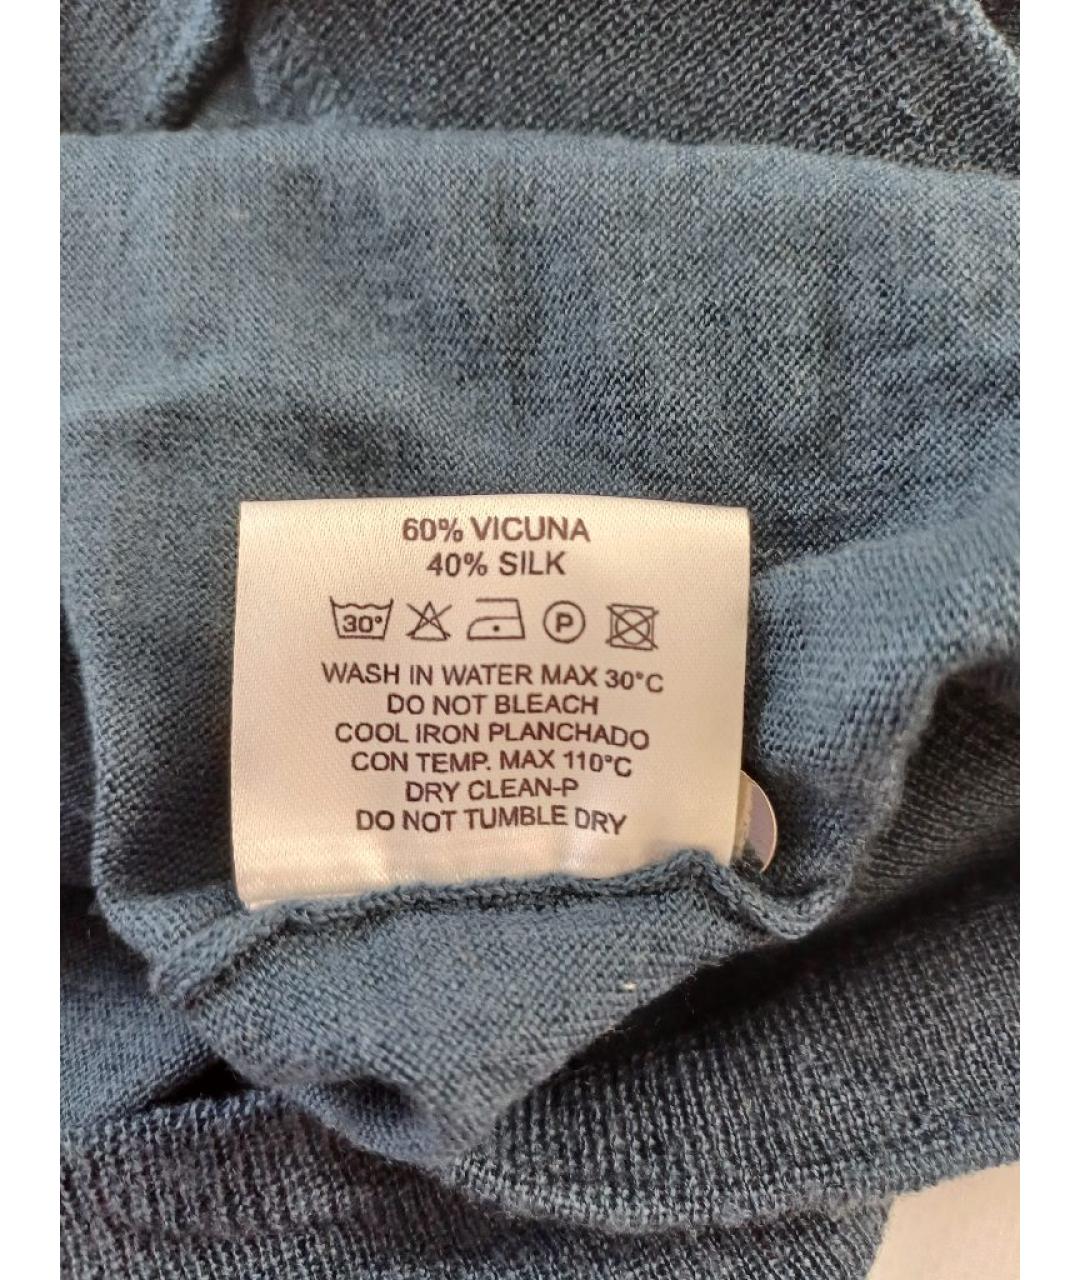 60% VICUNA
40% SILK
30° P
WASH IN WATER MAX 30°C
DO NOT BLEACH
COOL IRON PLANCHADO
CON TEMP. MAX 110°C
DRY CLEAN-P
DO NOT TUMBLE DRY